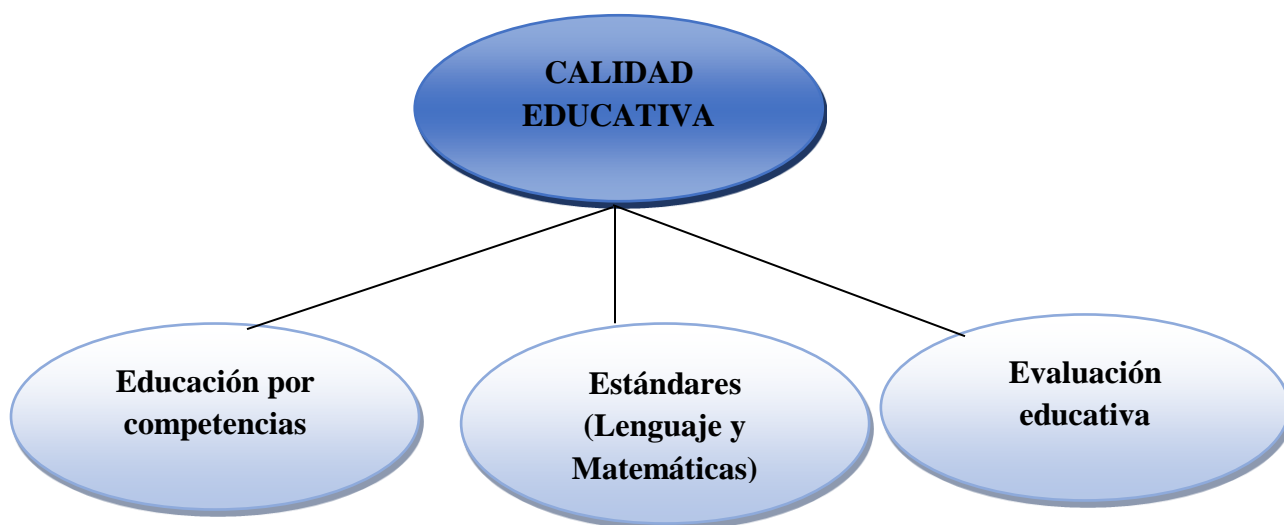 CALIDAD
EDUCATIVA
Educación por
competencias
Estándares
(Lenguaje y
Matemáticas)
Evaluación
educativa